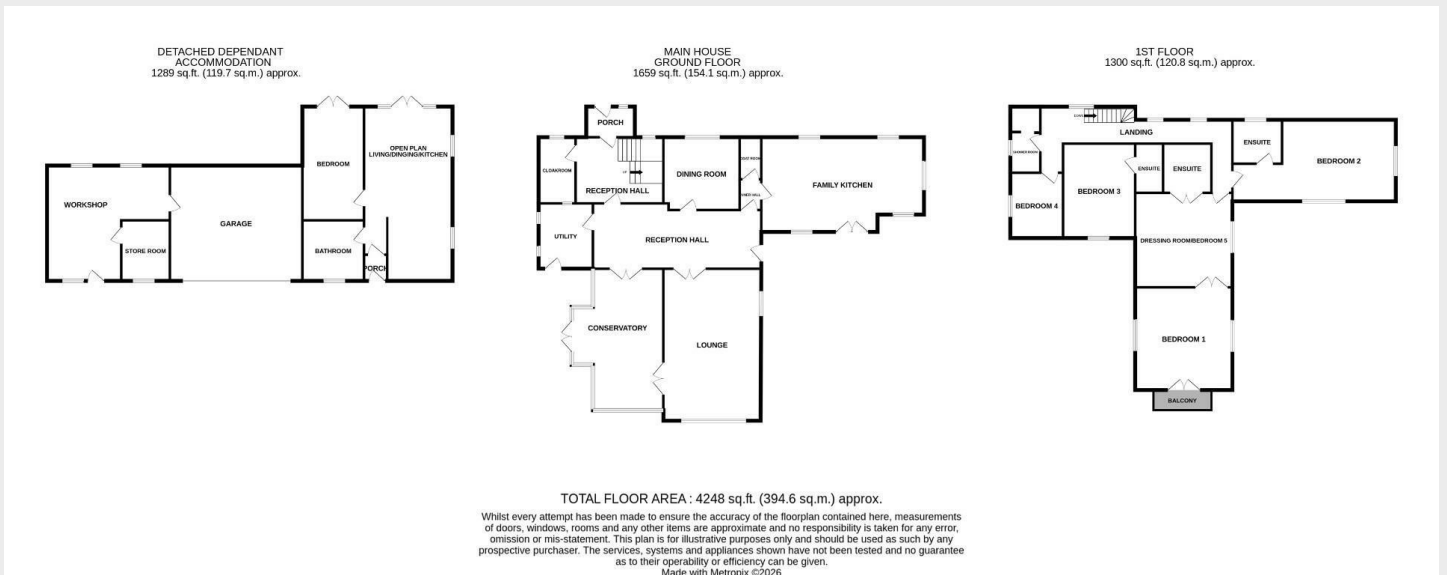 DETACHED DEPENDANT
ACCOMMODATION
1289 sq.ft. (119.7 sq.m.) approx.
BEDROOM
OPEN PLAN
LIVING/DINGING/KITCHEN
WORKSHOP
GARAGE
STORE ROOM
BATHROOM
PORCH
MAIN HOUSE
GROUND FLOOR
1659 sq.ft. (154.1 sq.m.) approx.
PORCH
CLOAKROOM
UP
RECEPTION HALL
DINING ROOM
FAMILY KITCHEN
UTILITY
RECEPTION HALL
CONSERVATORY
LOUNGE
1ST FLOOR
1300 sq.ft. (120.8 sq.m.) approx.
LANDING
ENSUITE
BEDROOM 2
ENSUITE
ENSUITE
BEDROOM 3
BEDROOM 4
DRESSING ROOM/BEDROOM 5
BEDROOM 1
BALCONY
TOTAL FLOOR AREA : 4248 sq.ft. (394.6 sq.m.) approx.
Whilst every attempt has been made to ensure the accuracy of the floorplan contained here, measurements
of doors, windows, rooms and any other items are approximate and no responsibility is taken for any error,
omission or mis-statement. This plan is for illustrative purposes only and should be used as such by any
prospective purchaser. The services, systems and appliances shown have not been tested and no guarantee
as to their operability or efficiency can be given.
Made with Metropix ©2026